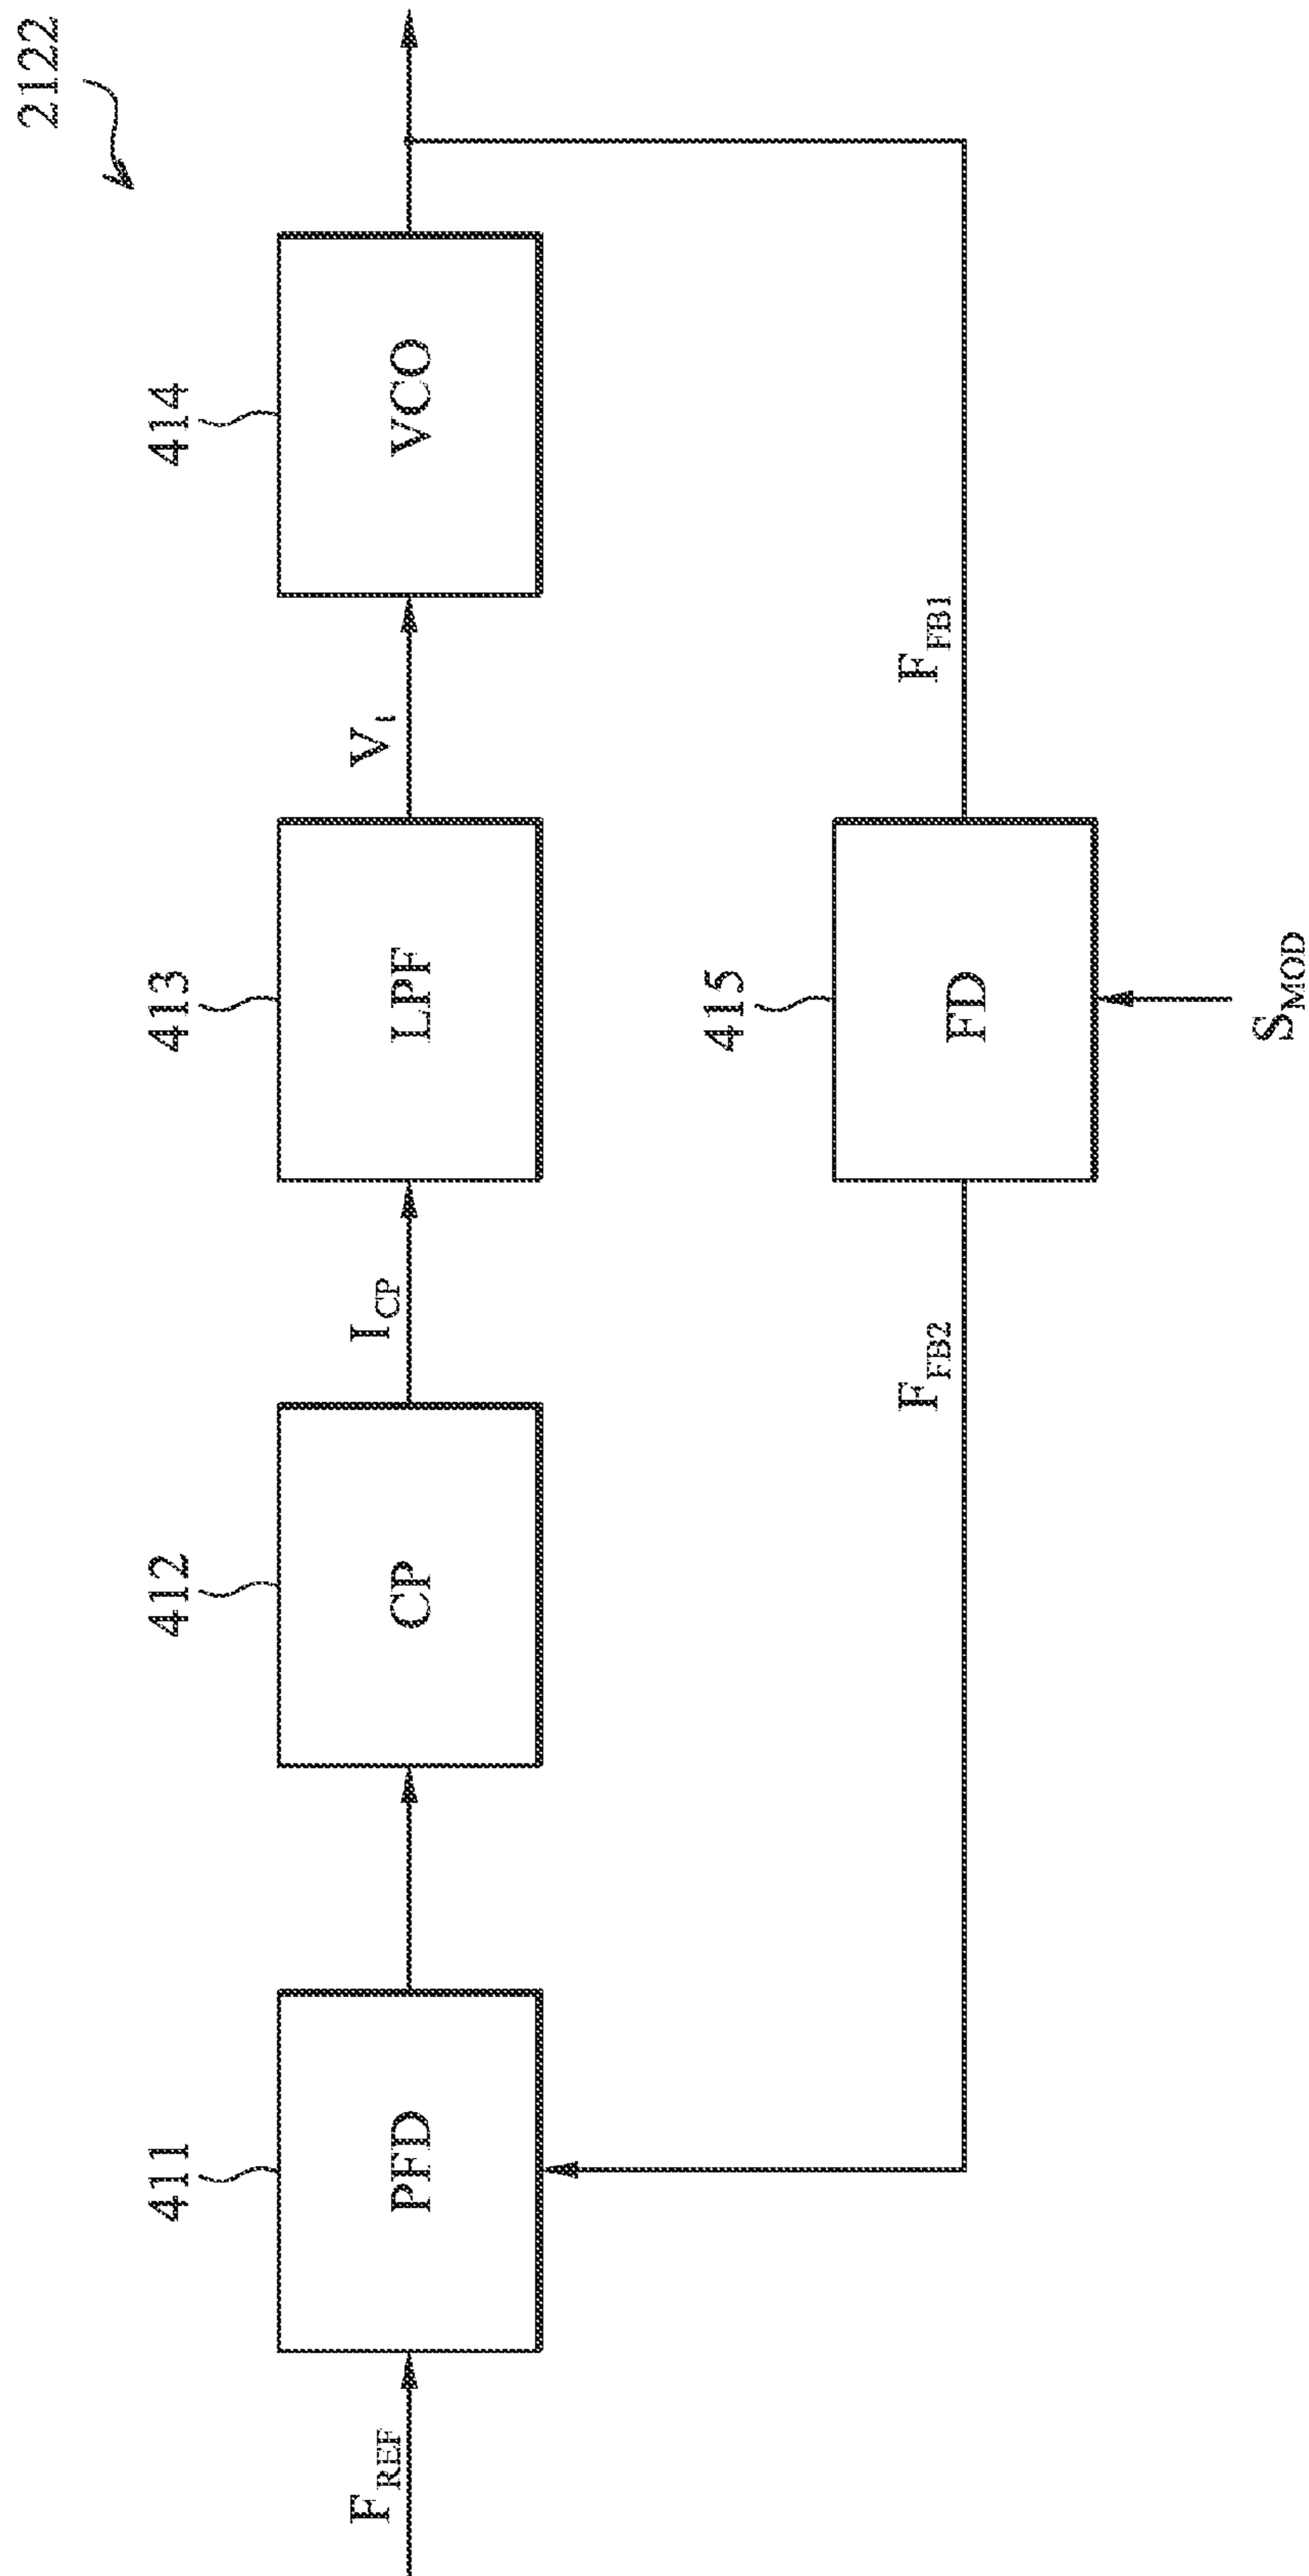 2122
411
412
413
414
F_REF
PFD
CP
I_CP
LPF
V_t
VCO
415
F_FB2
FD
F_FB1
S_MOD